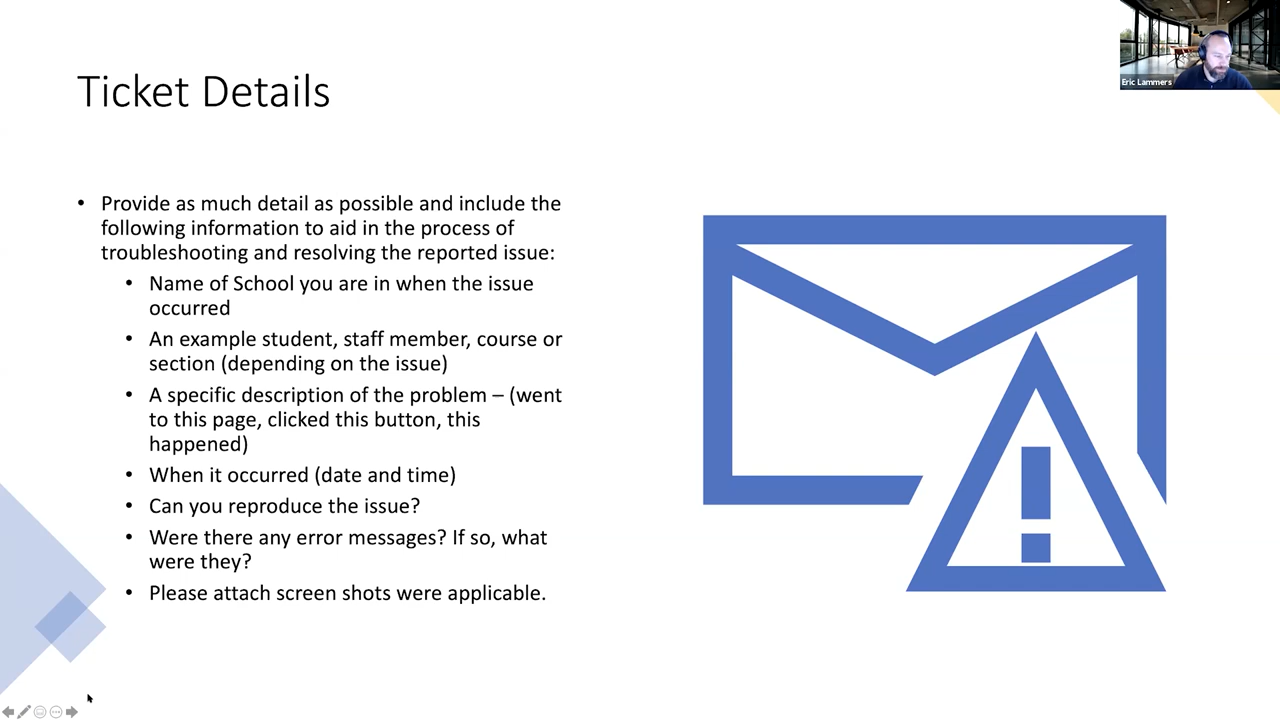 Ticket Details
Eric Lammers
• Provide as much detail as possible and include the
following information to aid in the process of
troubleshooting and resolving the reported issue:
• Name of School you are in when the issue
occurred
• An example student, staff member, course or
section (depending on the issue)
• A specific description of the problem – (went
to this page, clicked this button, this
happened)
• When it occurred (date and time)
• Can you reproduce the issue?
• Were there any error messages? If so, what
were they?
• Please attach screen shots were applicable.